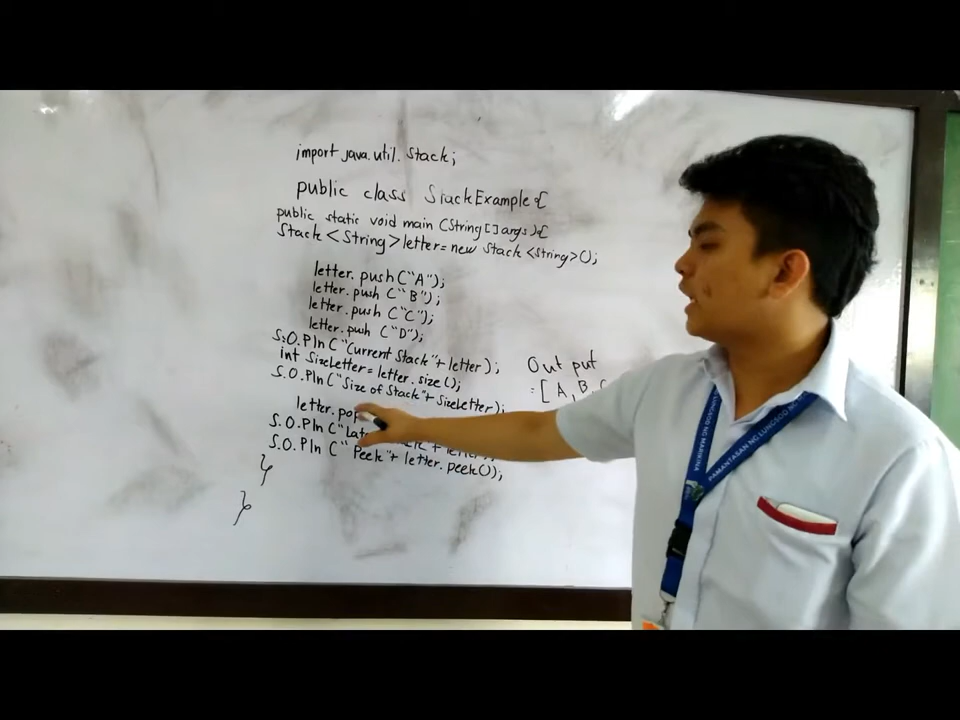 import java.util.Stack;
public class StackExample{
public static void main (String[]args){
Stack <String> letter = new Stack <String>();
letter.push("A");
letter.push ("B");
letter.push ("C");
letter.push ("D");
S.O.Pln ("Current Stack"+ letter);
int SizeLetter = letter.size();
S.O.Pln ("Size of Stack"+ SizeLetter);
letter.pop
S.O.Pln ("
S.O.Pln (" Peek"+ letter.peek());
}
}
Out put
= [A, B,
LUNGSOD NG MARIKINA
PAMANTASAN NG LUNGSOD NG